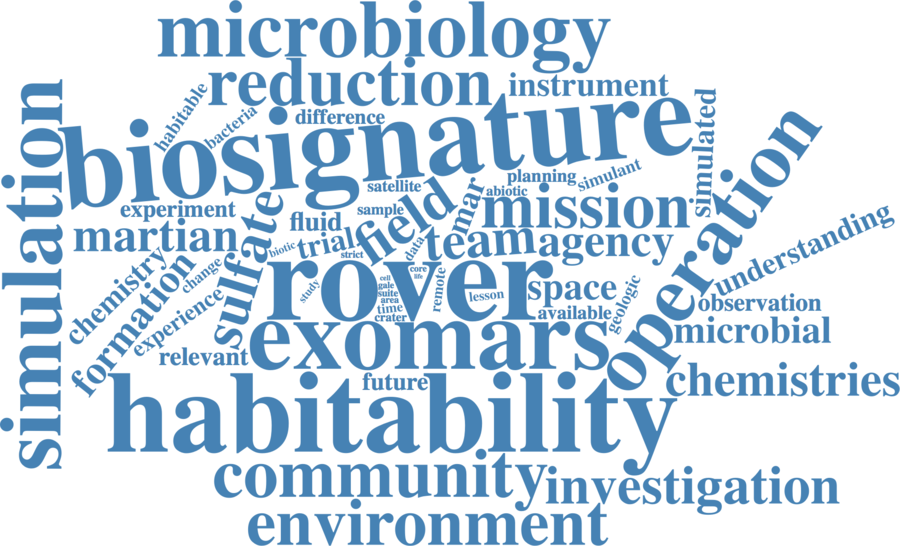 microbiology
reduction
instrument
habitable
bacteria
difference
biosignature
simulated
simulation
satellite
planning
abiotic
simulant
experiment
fluid
sample
field
mar
mission
operation
martian
sulfate
biotic
trial
strict
data
team
agency
understanding
chemistry
formation
change
experience
study
rover
cell
gale
suite
area
time
crater
core
life
remote
lesson
space
available
geologic
observation
relevant
exomars
microbial
future
habitability
chemistries
community
investigation
environment